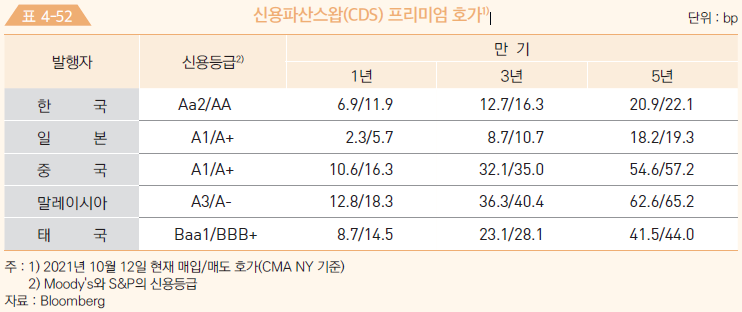 표 4-52 신용파산스왑(CDS) 프리미엄 호가1) 단위 : bp
발행자 신용등급2) 만 기
1년 3년 5년
한 국 Aa2/AA 6.9/11.9 12.7/16.3 20.9/22.1
일 본 A1/A+ 2.3/5.7 8.7/10.7 18.2/19.3
중 국 A1/A+ 10.6/16.3 32.1/35.0 54.6/57.2
말레이시아 A3/A- 12.8/18.3 36.3/40.4 62.6/65.2
태 국 Baa1/BBB+ 8.7/14.5 23.1/28.1 41.5/44.0
주 : 1) 2021년 10월 12일 현재 매입/매도 호가(CMA NY 기준)
2) Moody's와 S&P의 신용등급
자료 : Bloomberg